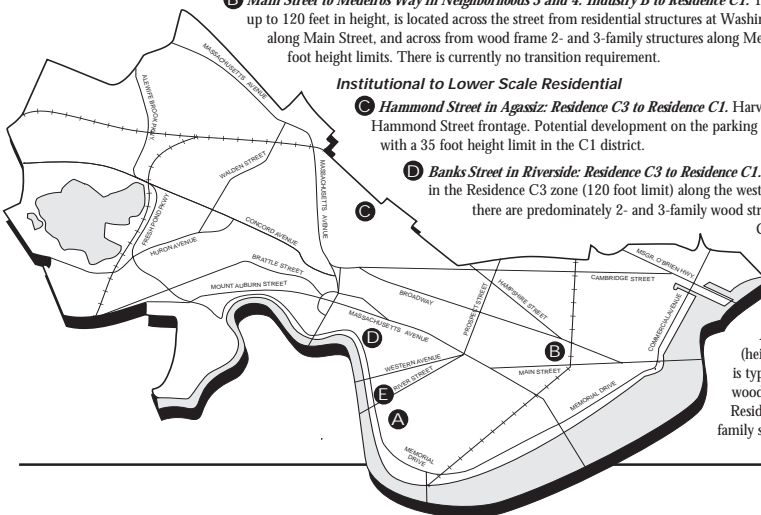 B Main Street to Medeiros Way in Neighborhoods 3 and 4: Industry B to Residence C1.
up to 120 feet in height, is located across the street from residential structures at Washin
along Main Street, and across from wood frame 2- and 3-family structures along Me
foot height limits. There is currently no transition requirement.
Institutional to Lower Scale Residential
C Hammond Street in Agassiz: Residence C3 to Residence C1. Harv
Hammond Street frontage. Potential development on the parking
with a 35 foot height limit in the C1 district.
D Banks Street in Riverside: Residence C3 to Residence C1.
in the Residence C3 zone (120 foot limit) along the west
there are predominately 2- and 3-family wood str
MASSACHUSETTS AVENUE
ALEWIFE BROOK PKWY
WALDEN STREET
MASSACHUSETTS AVENUE
C
FRESH POND PKWY
HURON AVENUE
CONCORD AVENUE
BRATTLE STREET
MOUNT AUBURN STREET
MSGR. O'BRIEN HWY
CAMBRIDGE STREET
BROADWAY
PROSPECT STREET
HAMPSHIRE STREET
COMMERCIAL AVENUE
MASSACHUSETTS AVENUE
D
B
WESTERN AVENUE
MAIN STREET
RIVER STREET
E
MEMORIAL DRIVE
A
MEMORIAL
DRIVE
(hei
is typ
wood
Resid
family s